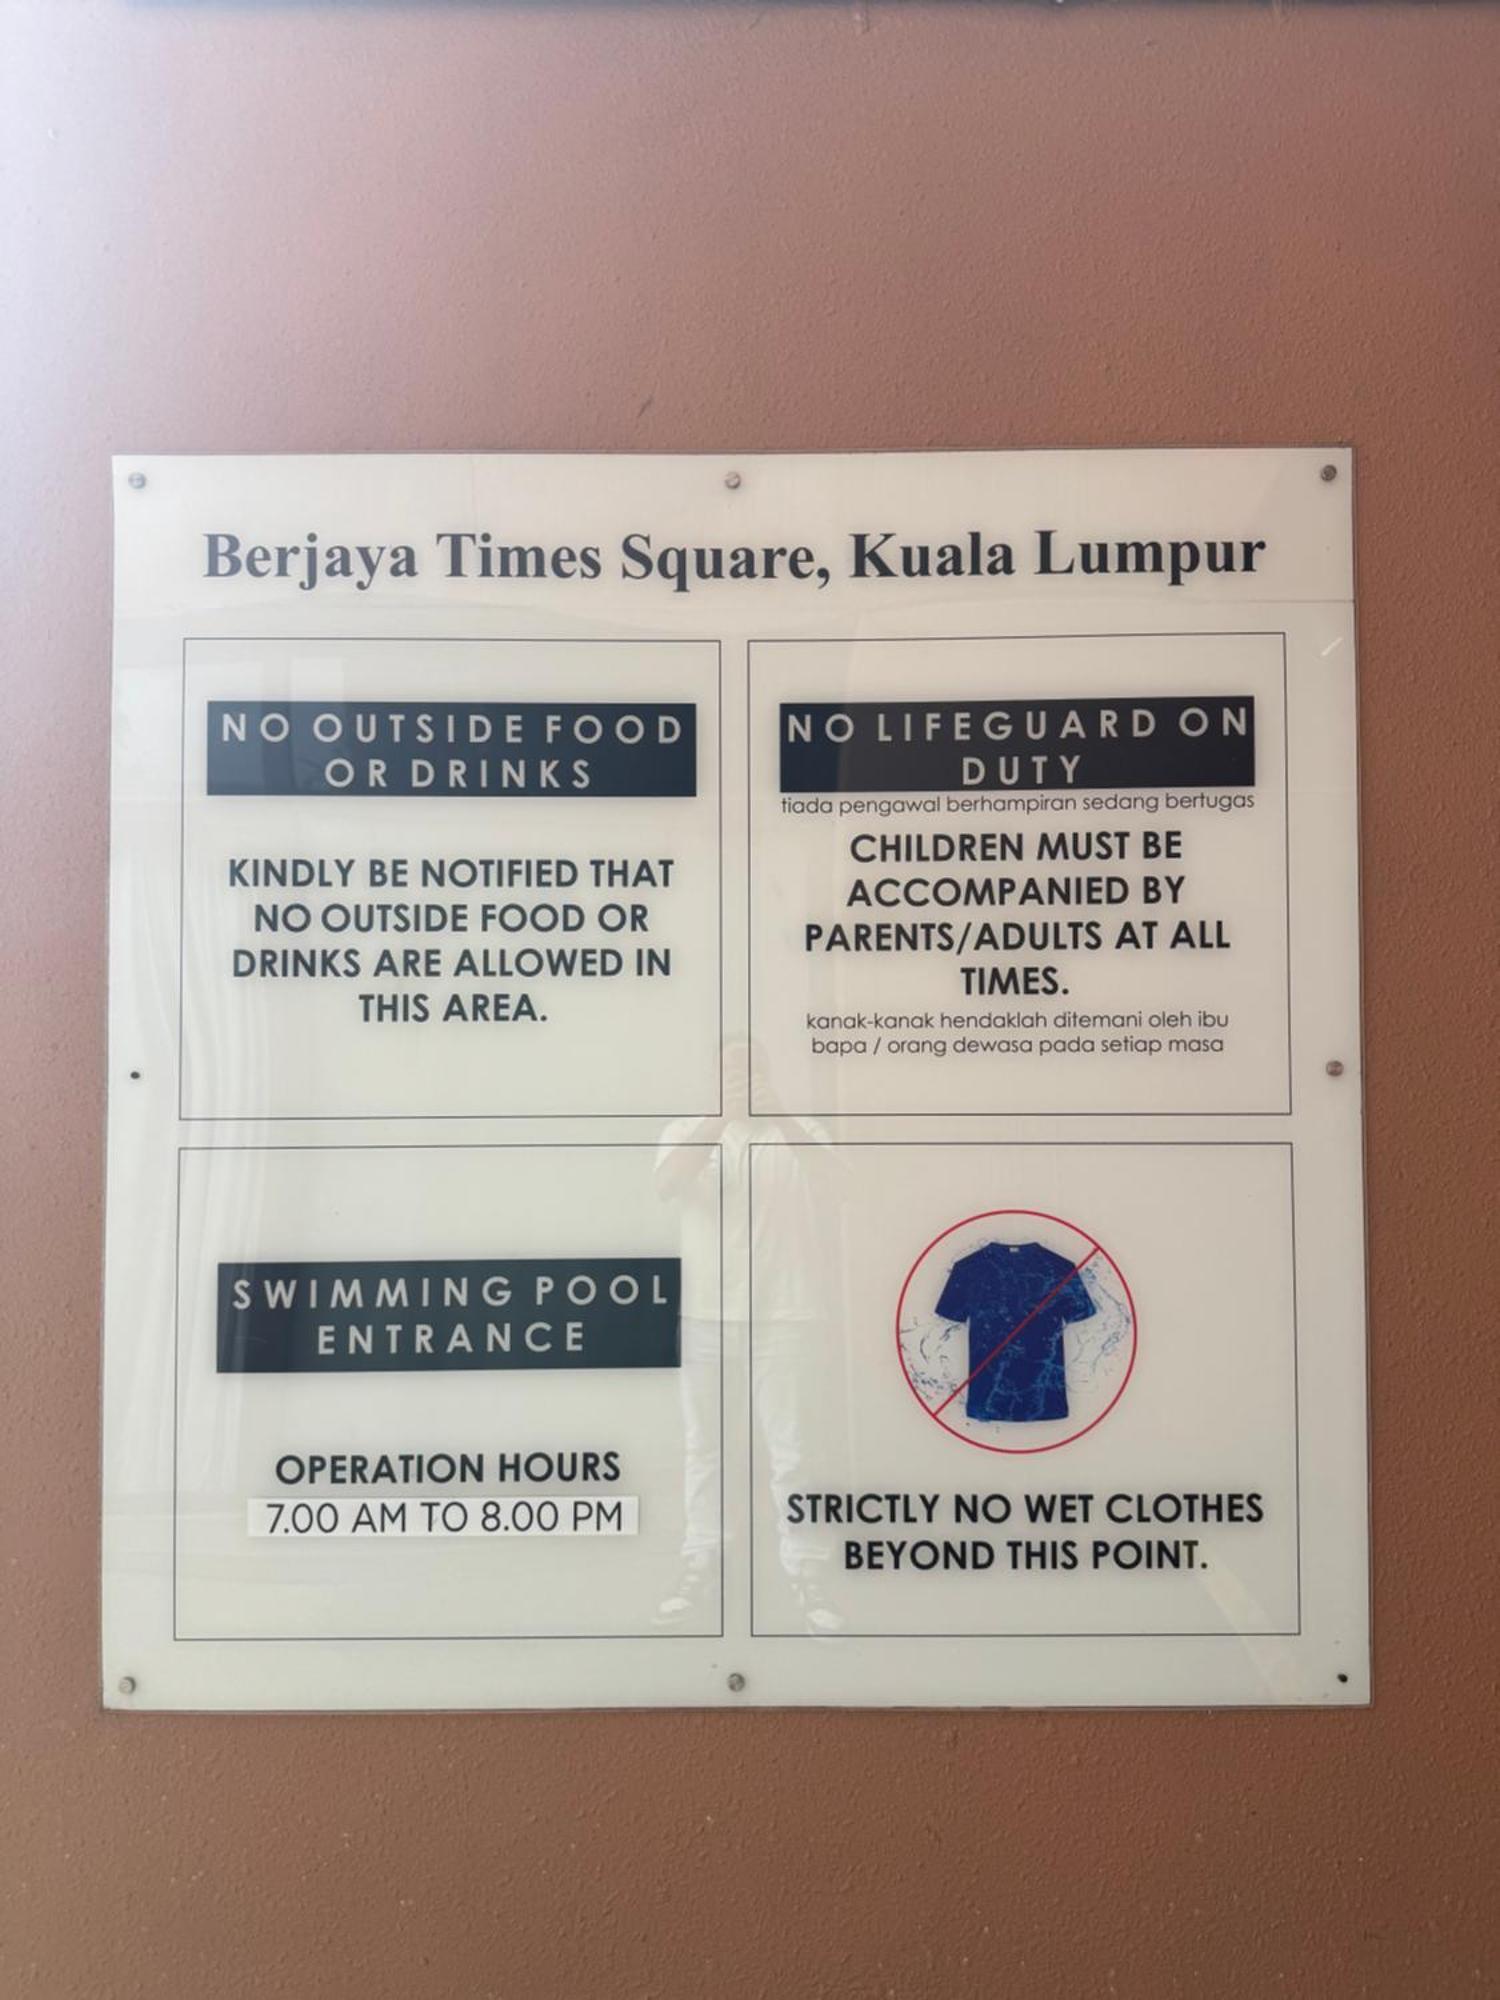 Berjaya Times Square, Kuala Lumpur
NO OUTSIDE FOOD
OR DRINKS
KINDLY BE NOTIFIED THAT
NO OUTSIDE FOOD OR
DRINKS ARE ALLOWED IN
THIS AREA.
NO LIFEGUARD ON
DUTY
tiada pengawal berhampiran sedang bertugas
CHILDREN MUST BE
ACCOMPANIED BY
PARENTS/ADULTS AT ALL
TIMES.
kanak-kanak hendaklah ditemani oleh ibu
bapa / orang dewasa pada setiap masa
SWIMMING POOL
ENTRANCE
OPERATION HOURS
7.00 AM TO 8.00 PM
STRICTLY NO WET CLOTHES
BEYOND THIS POINT.